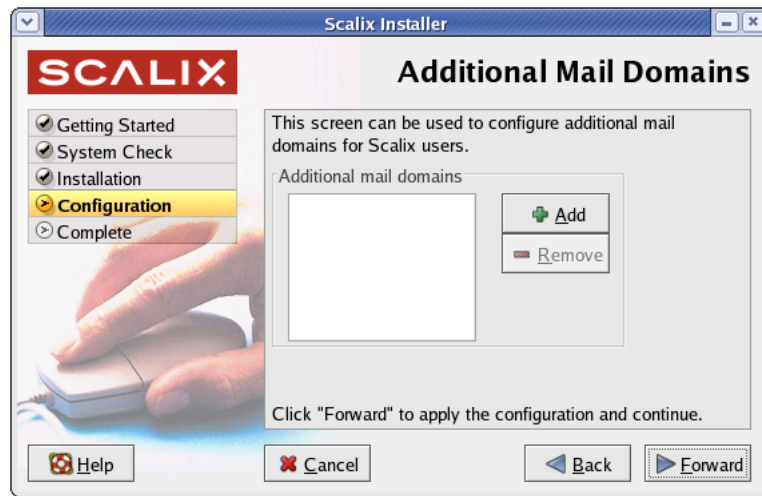 Scalix Installer
SCALIX
Additional Mail Domains
Getting Started
System Check
Installation
Configuration
Complete
This screen can be used to configure additional mail
domains for Scalix users.
Additional mail domains
Add
Remove
Click "Forward" to apply the configuration and continue.
Help
Cancel
Back
Forward